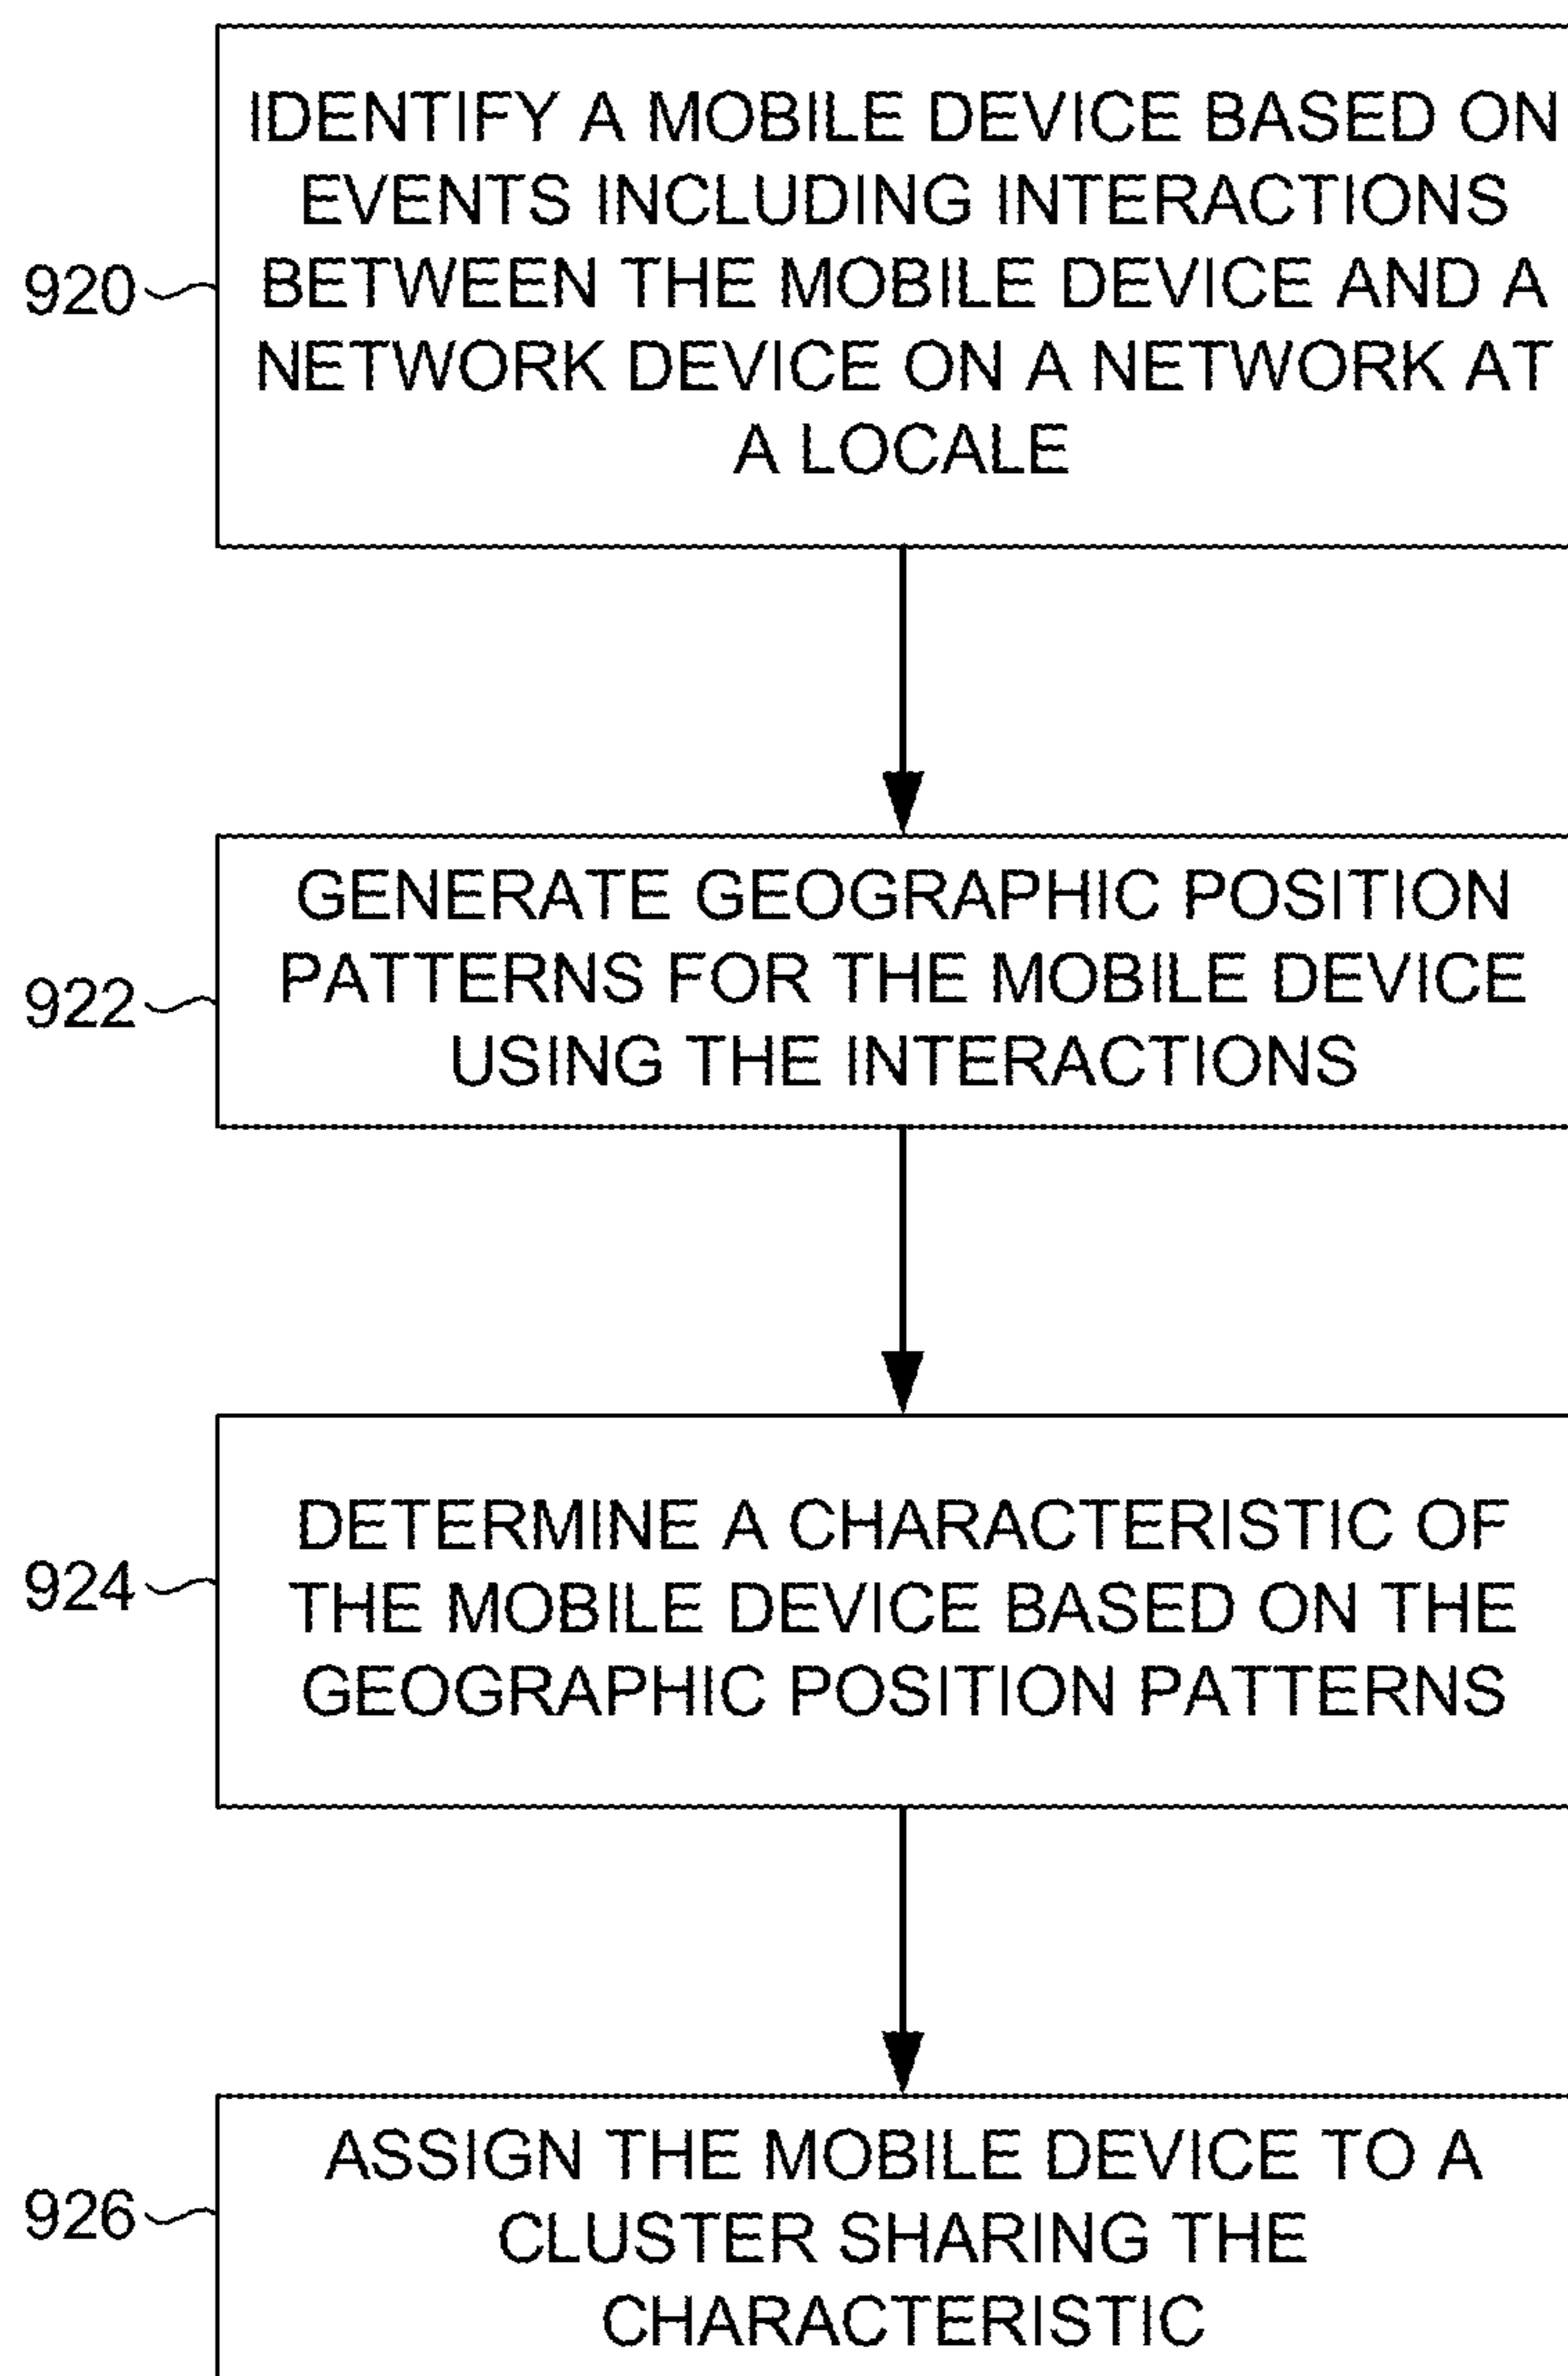 IDENTIFY A MOBILE DEVICE BASED ON
EVENTS INCLUDING INTERACTIONS
920
BETWEEN THE MOBILE DEVICE AND A
NETWORK DEVICE ON A NETWORK AT
A LOCALE
GENERATE GEOGRAPHIC POSITION
PATTERNS FOR THE MOBILE DEVICE
922
USING THE INTERACTIONS
DETERMINE A CHARACTERISTIC OF
924
THE MOBILE DEVICE BASED ON THE
GEOGRAPHIC POSITION PATTERNS
ASSIGN THE MOBILE DEVICE TO A
926
CLUSTER SHARING THE
CHARACTERISTIC